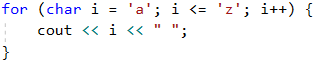 for (char i = 'a'; i <= 'z'; i++) {
    cout << i << " ";
}